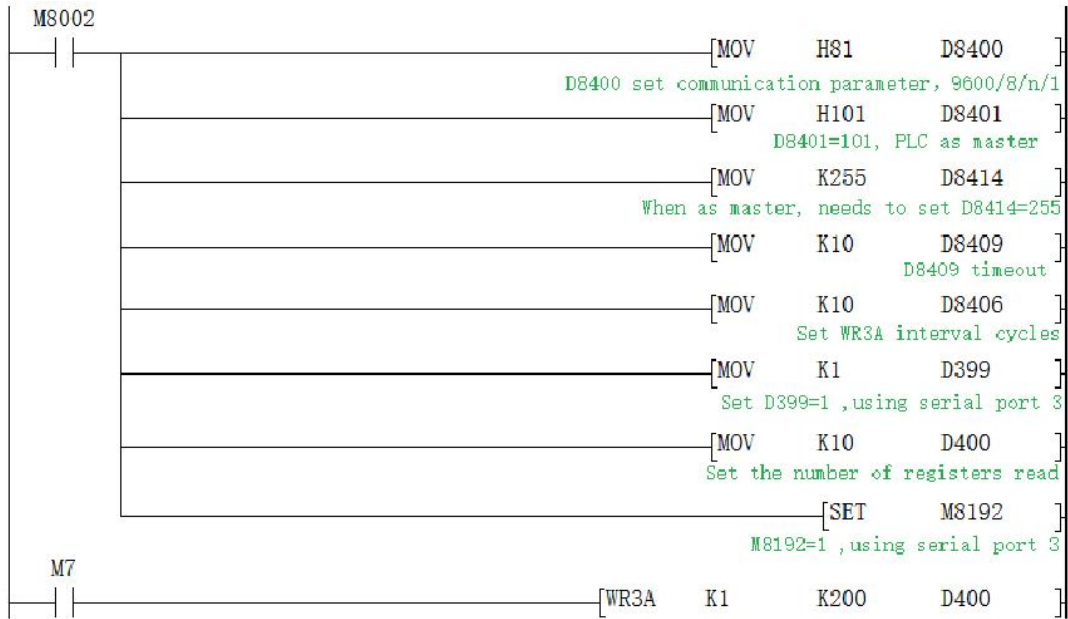 M8002
MOV H81 D8400
D8400 set communication parameter, 9600/8/n/1
MOV H101 D8401
D8401=101, PLC as master
MOV K255 D8414
When as master, needs to set D8414=255
MOV K10 D8409
D8409 timeout
MOV K10 D8406
Set WR3A interval cycles
MOV K1 D399
Set D399=1 ,using serial port 3
MOV K10 D400
Set the number of registers read
SET M8192
M8192=1 ,using serial port 3
M7
WR3A K1 K200 D400